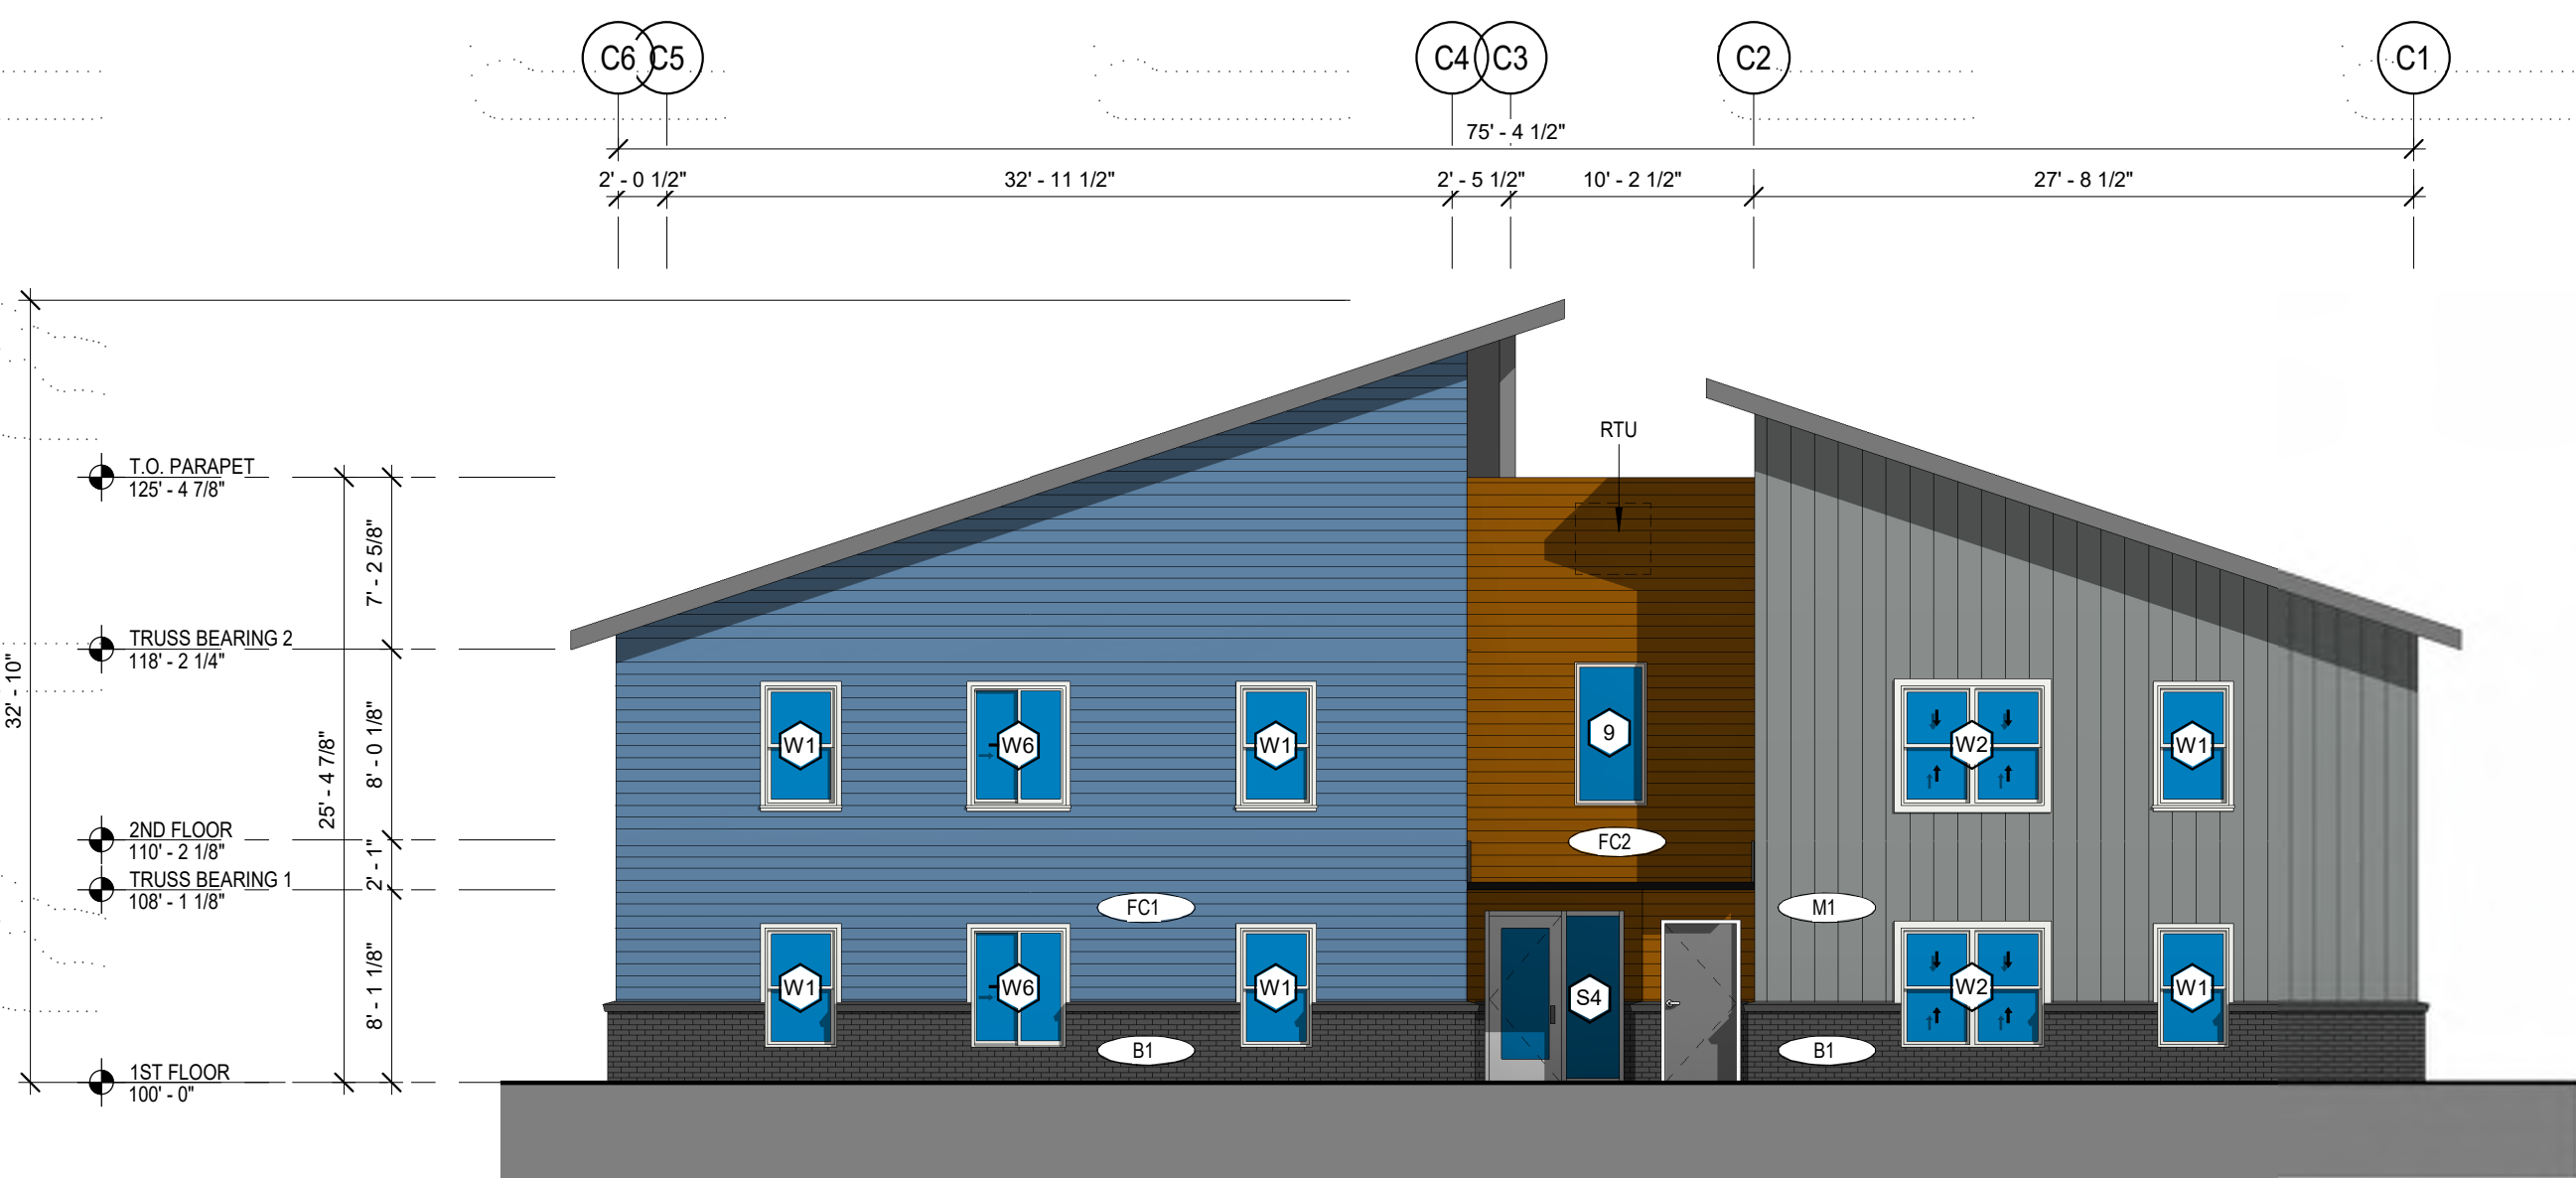 C6 C5 C4 C3 C2 C1
75' - 4 1/2"
2' - 0 1/2" 32' - 11 1/2" 2' - 5 1/2" 10' - 2 1/2" 27' - 8 1/2"
RTU
T.O. PARAPET
125' - 4 7/8"
7' - 2 5/8"
TRUSS BEARING 2
118' - 2 1/4"
32' - 10"
25' - 4 7/8"
8' - 0 1/8"
W1 W6 W1 9 W2 W1
2ND FLOOR
110' - 2 1/8"
FC2
2' - 1"
TRUSS BEARING 1
108' - 1 1/8"
FC1 M1
8' - 1 1/8"
W1 W6 W1 S4 W2 W1
B1 B1
1ST FLOOR
100' - 0"